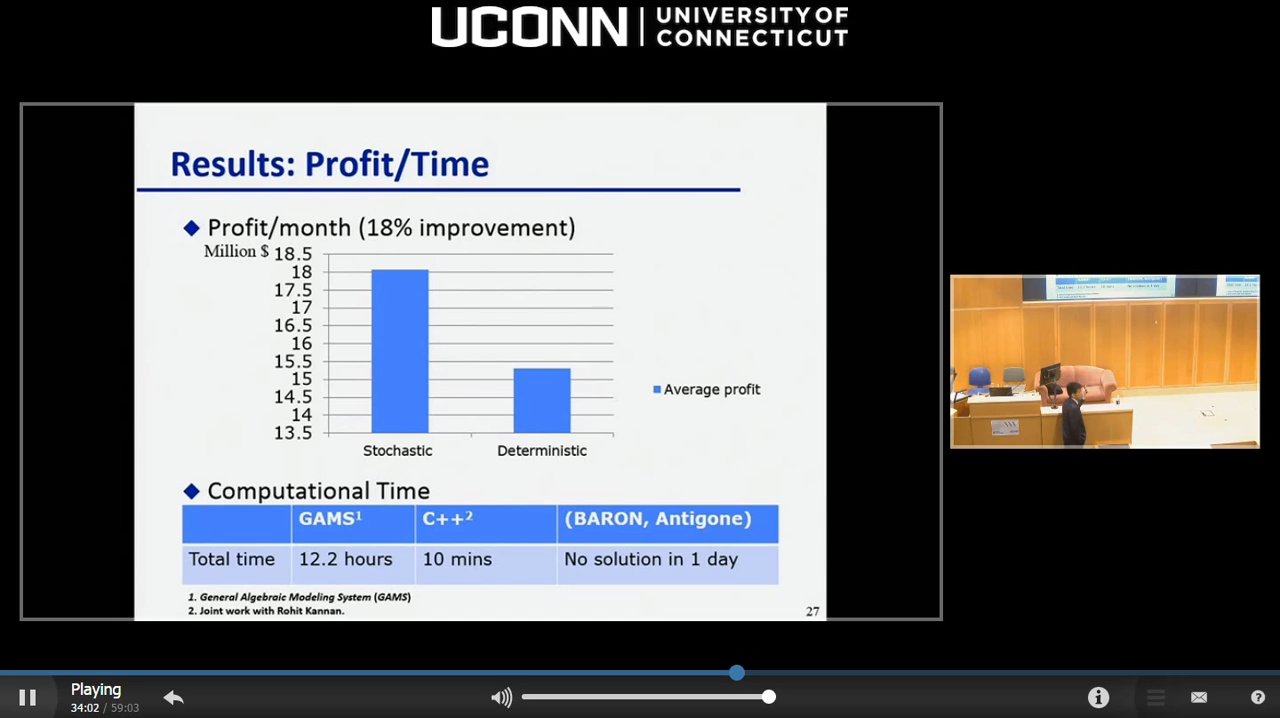 UCONN UNIVERSITY OF
CONNECTICUT
Results: Profit/Time
Profit/month (18% improvement)
Million $
18.5
18
17.5
17
16.5
16
15.5
15
14.5
14
13.5
Stochastic Deterministic
Average profit
Computational Time
GAMS¹ C++² (BARON, Antigone)
Total time 12.2 hours 10 mins No solution in 1 day
1. General Algebraic Modeling System (GAMS)
2. Joint work with Rohit Kannan.
27
Playing
34:02 / 59:03